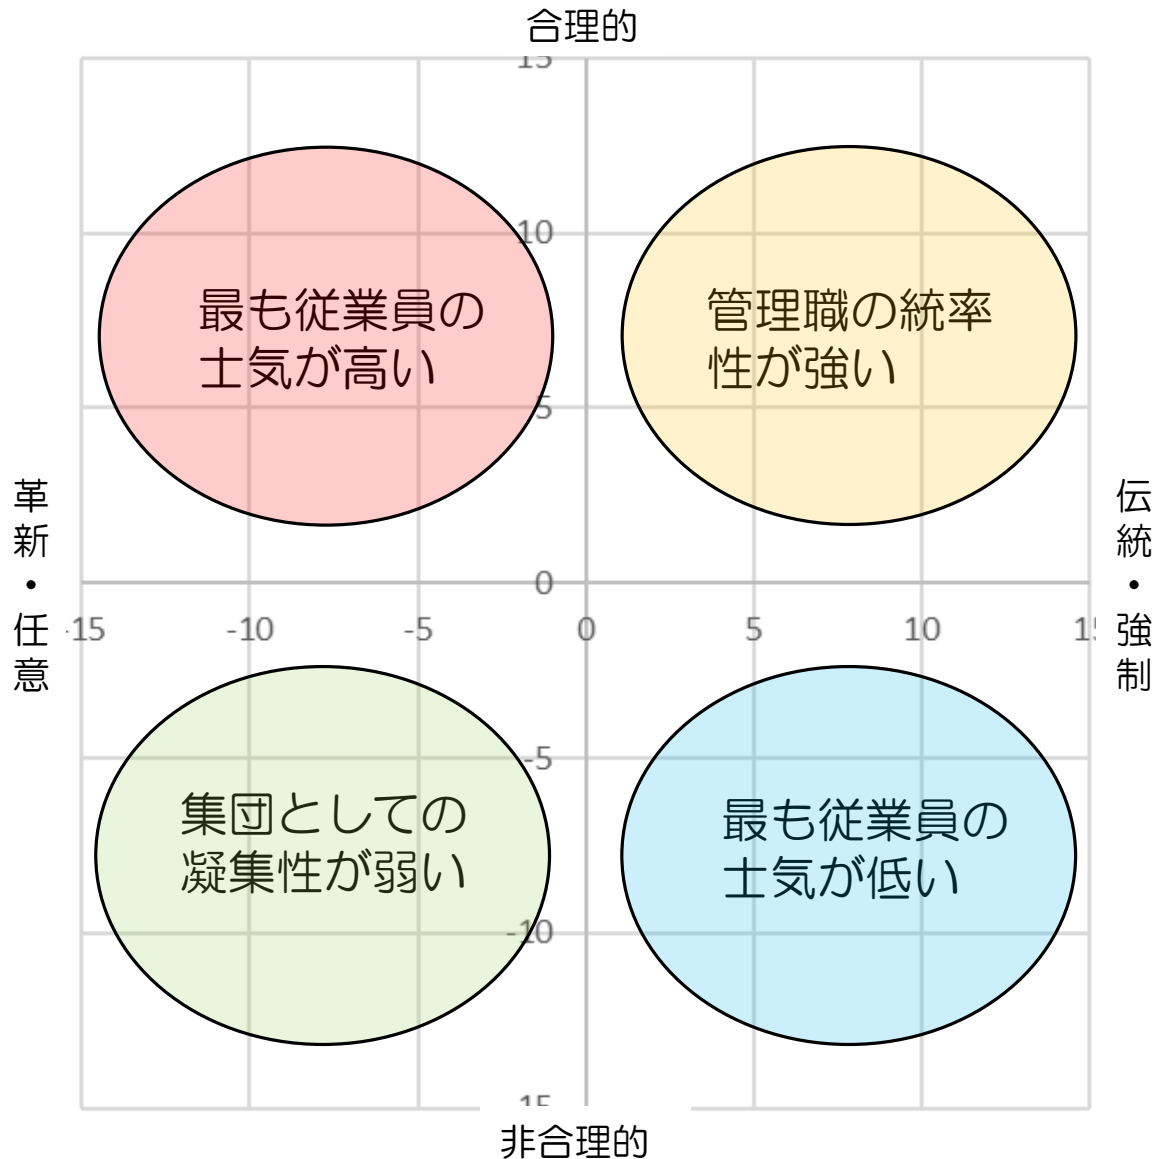 合理的
15
10
最も従業員の
士気が高い
管理職の統率
性が強い
5
革新・任意
伝統・強制
0
-15
-10
-5
0
5
10
-5
集団としての
凝集性が弱い
最も従業員の
士気が低い
-10
非合理的